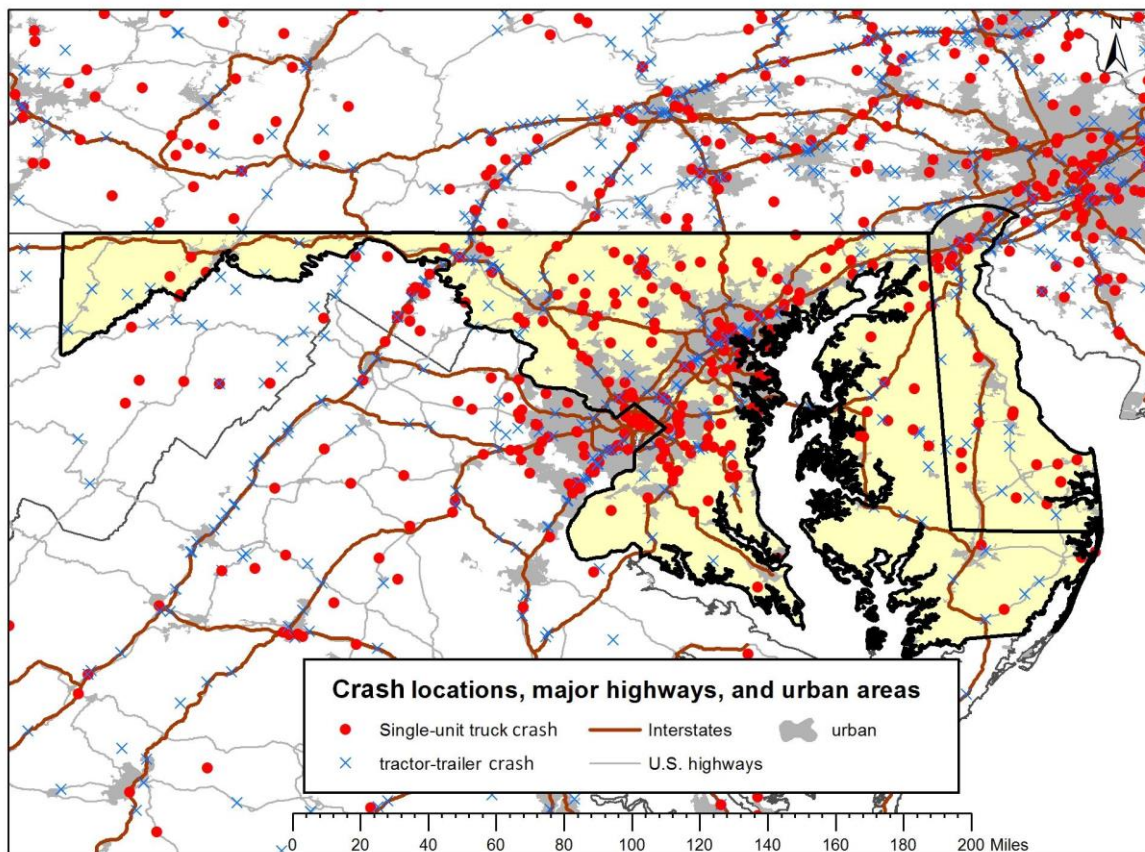 N
Crash locations, major highways, and urban areas
Single-unit truck crash
Interstates
urban
tractor-trailer crash
U.S. highways
0 20 40 60 80 100 120 140 160 180 200 Miles